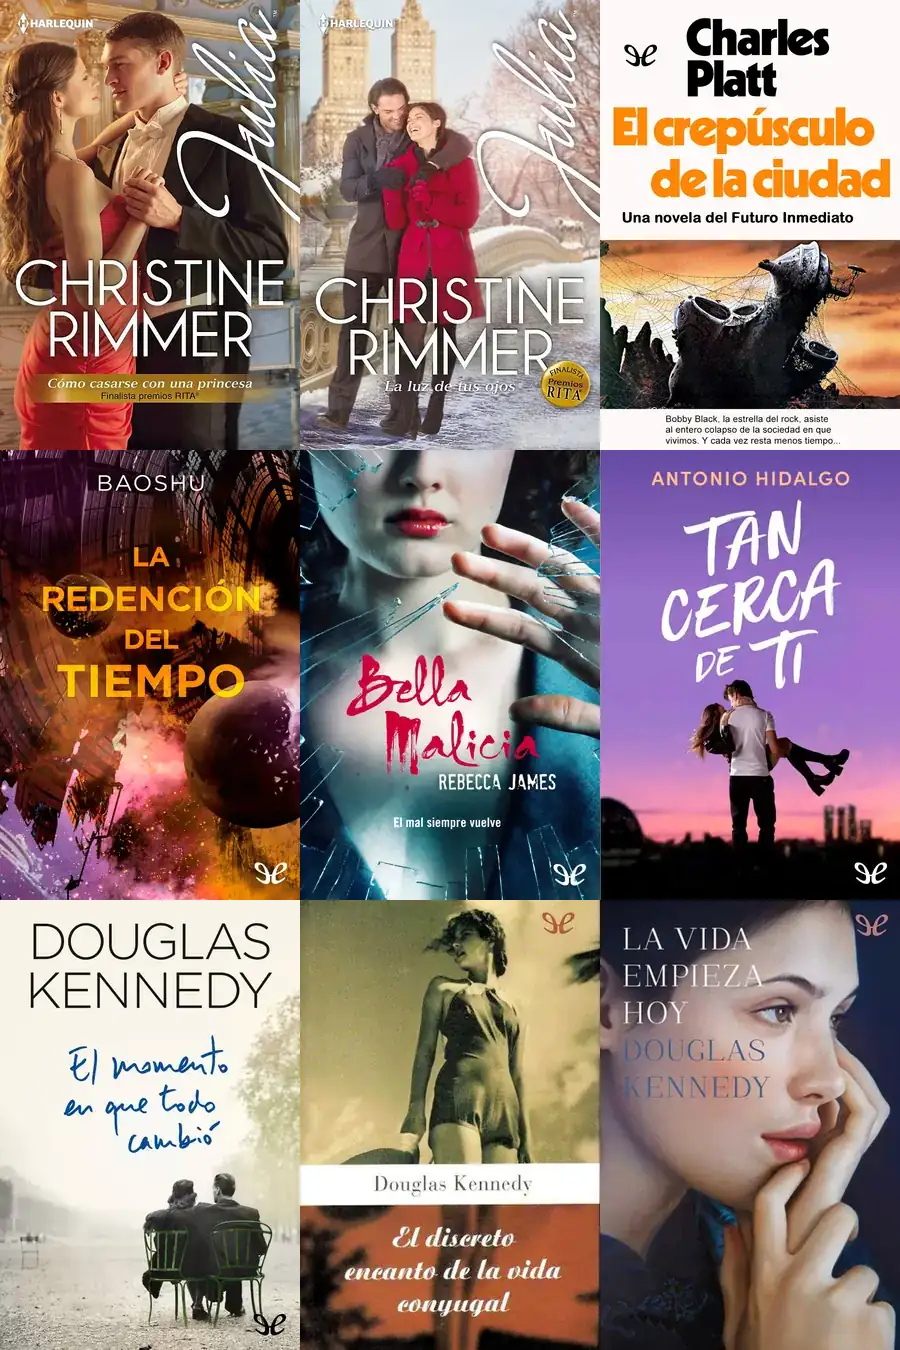 HARLEQUIN™
Julia™
CHRISTINE
RIMMER
Cómo casarse con una princesa
Finalista premios RITA®
HARLEQUIN™
Julia™
CHRISTINE
RIMMER
La luz de tus ojos
FINALISTA
Premios
RITA
Charles
Platt
El crepúsculo
de la ciudad
Una novela del Futuro Inmediato
Bobby Black, la estrella del rock, asiste
al entero colapso de la sociedad en que
vivimos. Y cada vez resta menos tiempo...
BAOSHU
LA
REDENCIÓN
DEL
TIEMPO
Bella
Malicia
REBECCA JAMES
El mal siempre vuelve
ANTONIO HIDALGO
TAN
CERCA
DE TI
DOUGLAS
KENNEDY
El momento
en que todo
cambió
Douglas Kennedy
El discreto
encanto de la vida
conyugal
LA VIDA
EMPIEZA
HOY
DOUGLAS
KENNEDY